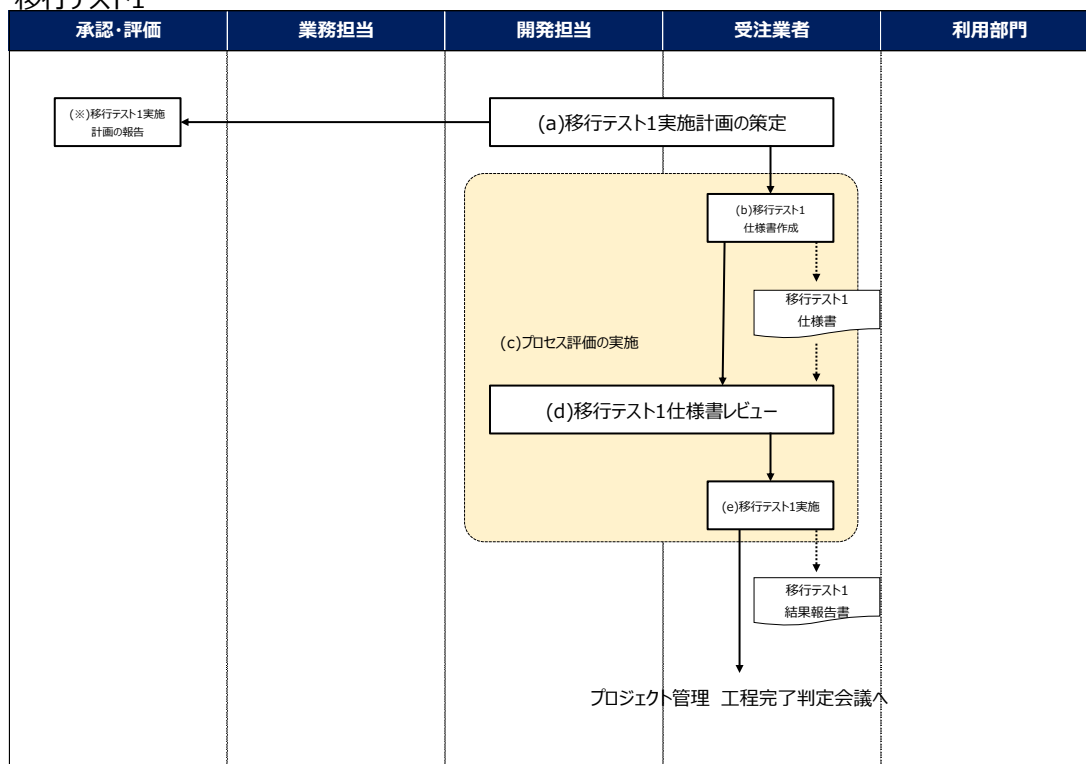 移行テスト1
承認・評価
業務担当
開発担当
受注業者
利用部門
(※)移行テスト1実施
計画の報告
(a)移行テスト1実施計画の策定
(b)移行テスト1
仕様書作成
移行テスト1
仕様書
(c)プロセス評価の実施
(d)移行テスト1仕様書レビュー
(e)移行テスト1実施
移行テスト1
結果報告書
プロジェクト管理 工程完了判定会議へ